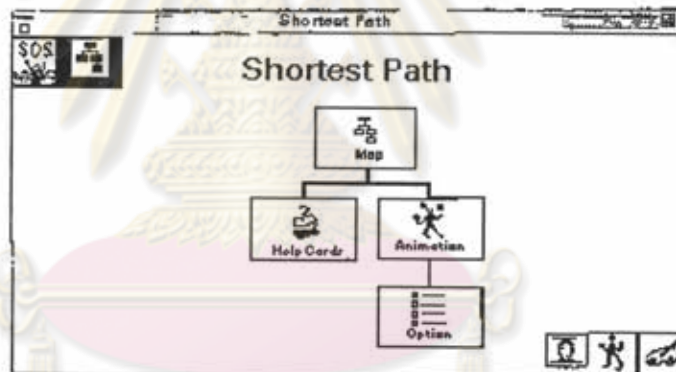 Shortest Path
SOS
Shortest Path
Map
Help Cards
Animation
Option